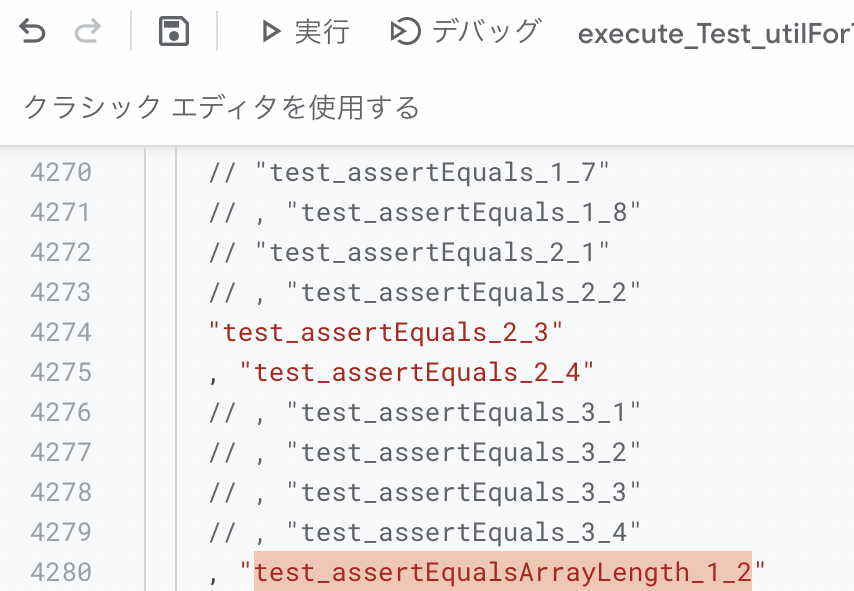 実行 デバッグ execute_Test_utilFor
クラシック エディタを使用する
4270 // "test_assertEquals_1_7"
4271 // , "test_assertEquals_1_8"
4272 // "test_assertEquals_2_1"
4273 // , "test_assertEquals_2_2"
4274 "test_assertEquals_2_3"
4275 , "test_assertEquals_2_4"
4276 // , "test_assertEquals_3_1"
4277 // , "test_assertEquals_3_2"
4278 // , "test_assertEquals_3_3"
4279 // , "test_assertEquals_3_4"
4280 , "test_assertEqualsArrayLength_1_2"